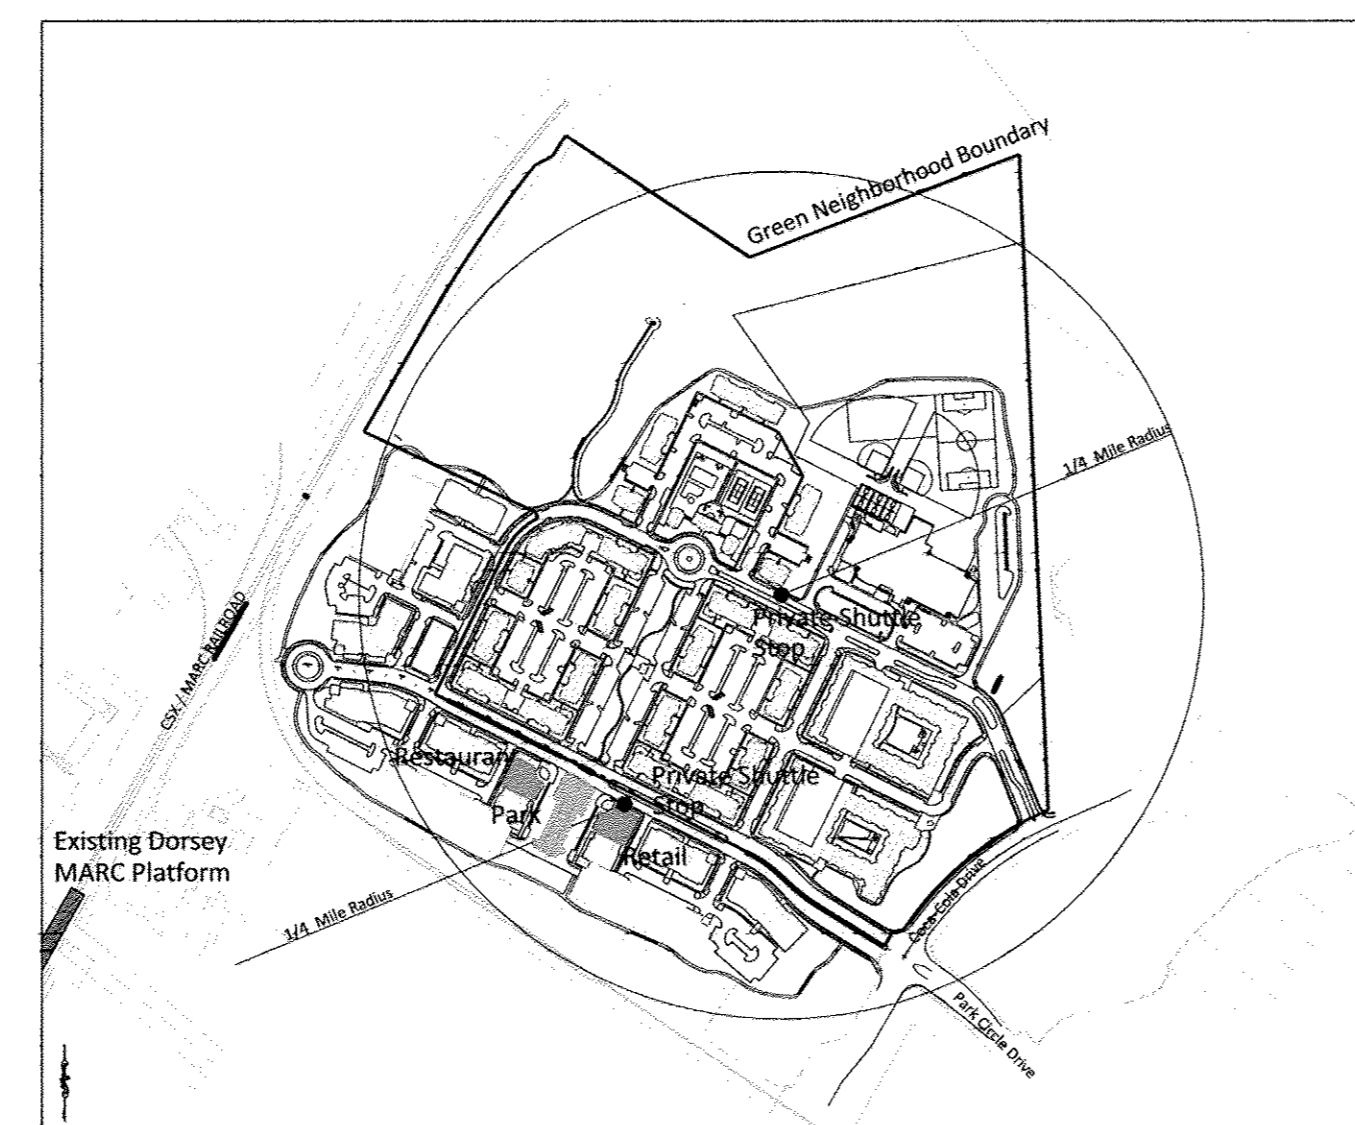 Green Neighborhood Boundary
1/4 Mile Radius
CSX / MARC RAILROAD
Private Shuttle
Stop
Restauran
Private Shuttle
Stop
Park
Retail
Existing Dorsey
MARC Platform
1/4 Mile Radius
Coca Cola Drive
Park Circle Drive